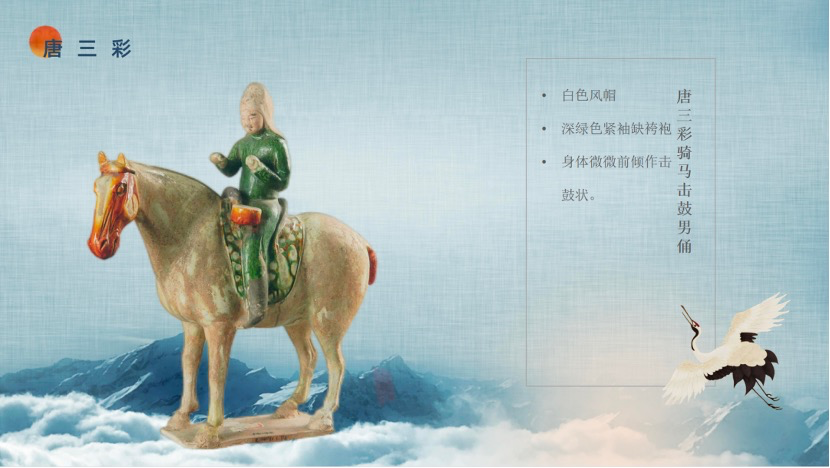 唐三彩
唐三彩骑马击鼓男俑
• 白色风帽
• 深绿色紧袖缺袴袍
• 身体微微前倾作击
鼓状。